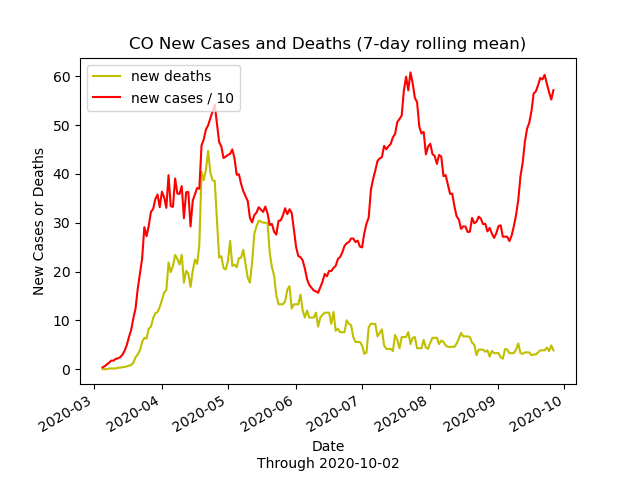 CO New Cases and Deaths (7-day rolling mean)
new deaths
new cases / 10
New Cases or Deaths
60
50
40
30
20
10
0
2020-03
2020-04
2020-05
2020-06
2020-07
2020-08
2020-09
2020-10
Date
Through 2020-10-02